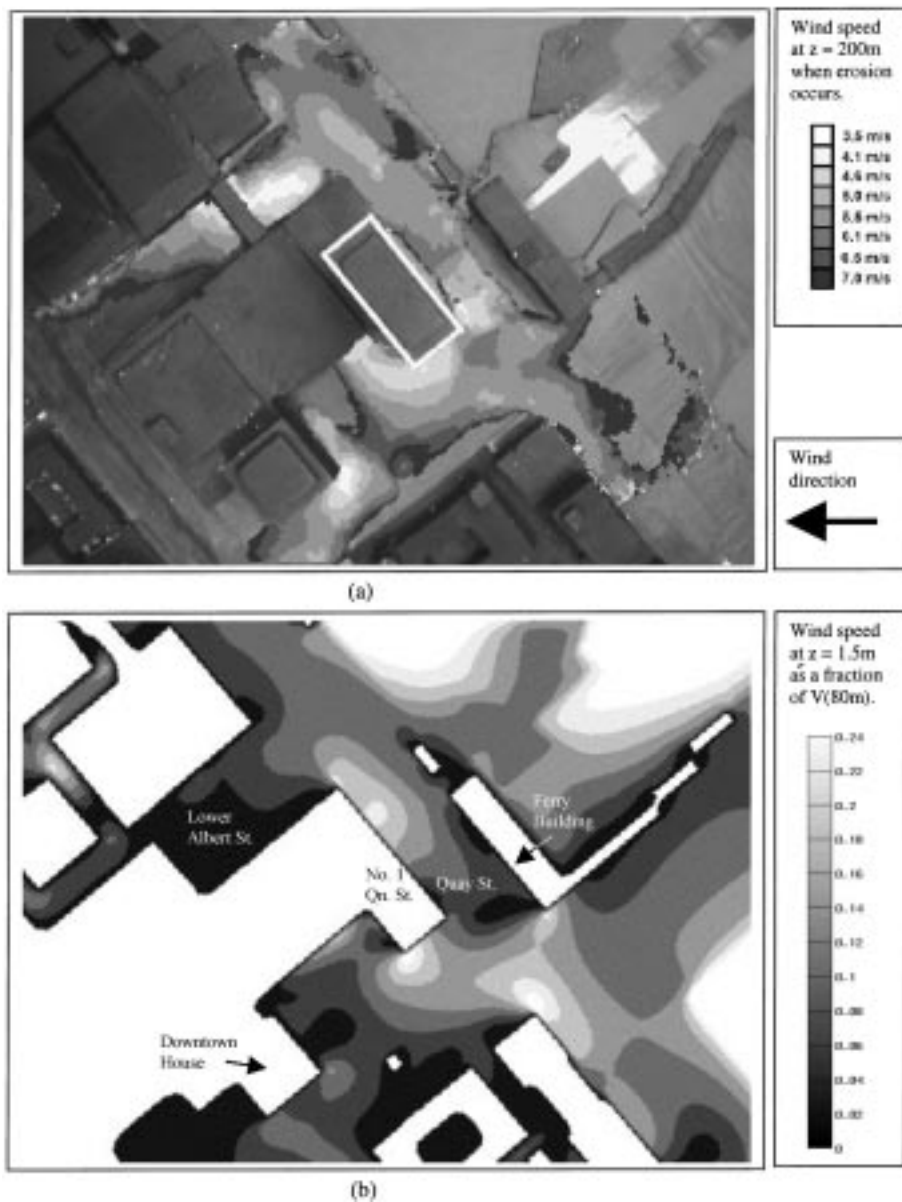 Wind speed
at z = 200m
when erosion
occurs.
3.5 m/s
4.1 m/s
4.6 m/s
5.0 m/s
5.5 m/s
6.1 m/s
6.5 m/s
7.0 m/s
Wind
direction
(a)
Wind speed
at z = 1.5m
as a fraction
of V(80m).
0.24
0.22
0.2
0.18
0.16
0.14
0.12
0.1
0.08
0.06
0.04
0.02
0
Lower
Albert St.
No. 1
Qn. St.
Quay St.
Ferry
Building
Downtown
House
(b)